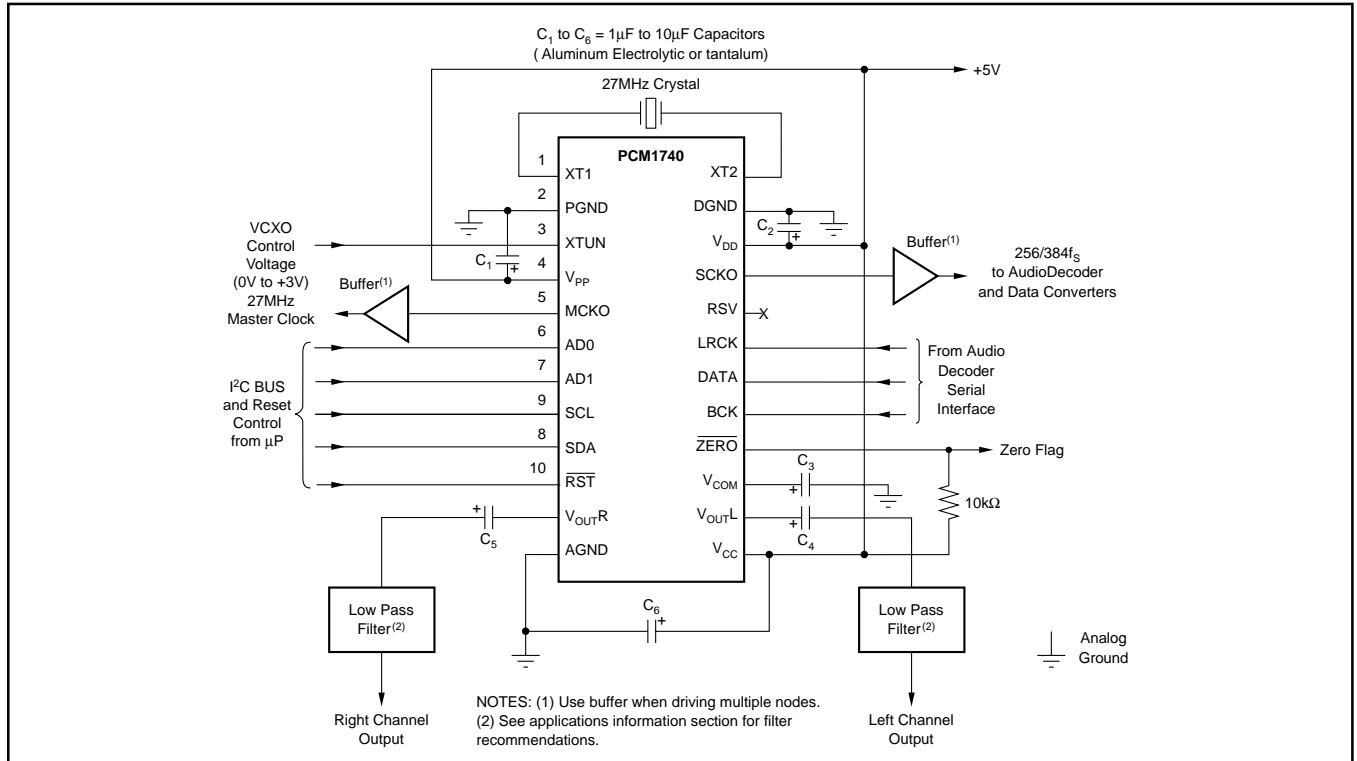 C1 to C6 = 1μF to 10μF Capacitors
( Aluminum Electrolytic or tantalum)
+5V
27MHz Crystal
PCM1740
1
XT1
XT2
2
PGND
DGND
C2
+
VCXO
Control
Voltage
(0V to +3V)
3
XTUN
VDD
C1
+
4
VPP
SCKO
Buffer(1)
256/384fS
to AudioDecoder
and Data Converters
27MHz
Master Clock
Buffer(1)
5
MCKO
RSV
X
6
AD0
LRCK
7
AD1
DATA
9
SCL
BCK
From Audio
Decoder
Serial
Interface
I2C BUS
and Reset
Control
from μP
8
SDA
ZERO
Zero Flag
10
RST
VCOM
C3
+
10kΩ
VOUTR
+
C5
VOUTL
+
C4
AGND
VCC
C6
+
Low Pass
Filter(2)
Low Pass
Filter(2)
Analog
Ground
Right Channel
Output
NOTES: (1) Use buffer when driving multiple nodes.
(2) See applications information section for filter
recommendations.
Left Channel
Output